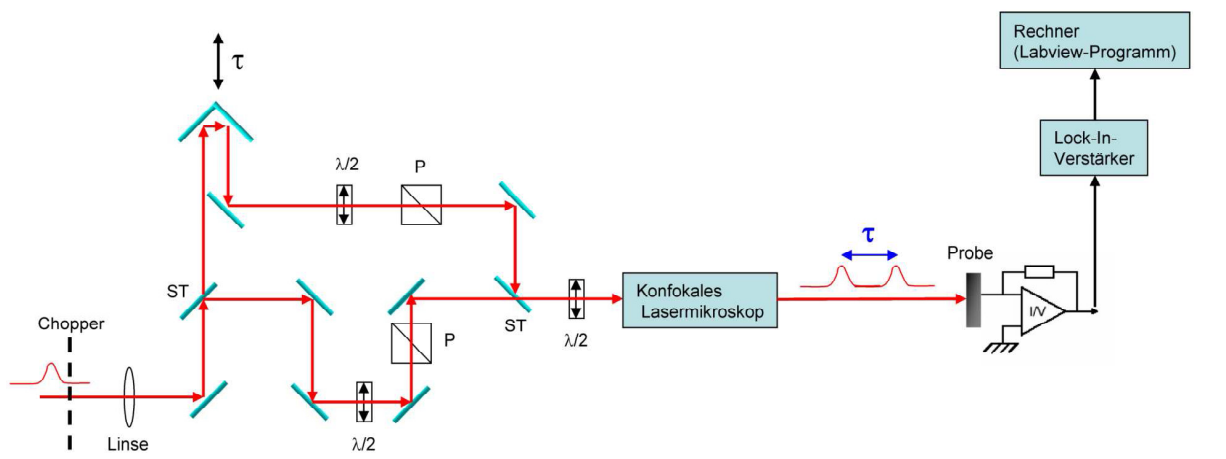 Rechner
(Labview-Programm)
τ
Lock-In-
Verstärker
λ/2
P
τ
Probe
ST
Konfokales
Lasermikroskop
I/V
Chopper
P
ST
λ/2
Linse
λ/2